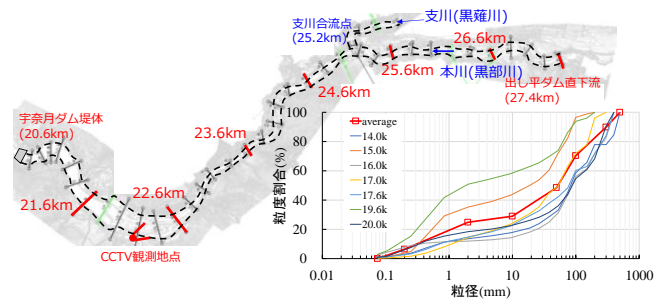 支川合流点
(25.2km)
支川(黒薙川)
26.6km
25.6km
本川(黒部川)
出し平ダム直下流
(27.4km)
24.6km
宇奈月ダム堤体
(20.6km)
23.6km
22.6km
21.6km
CCTV観測地点
粒度割合(%)
100
80
60
40
20
0
average
14.0k
15.0k
16.0k
17.0k
17.6k
19.6k
20.0k
0.01
0.1
1
10
100
1000
粒径(mm)